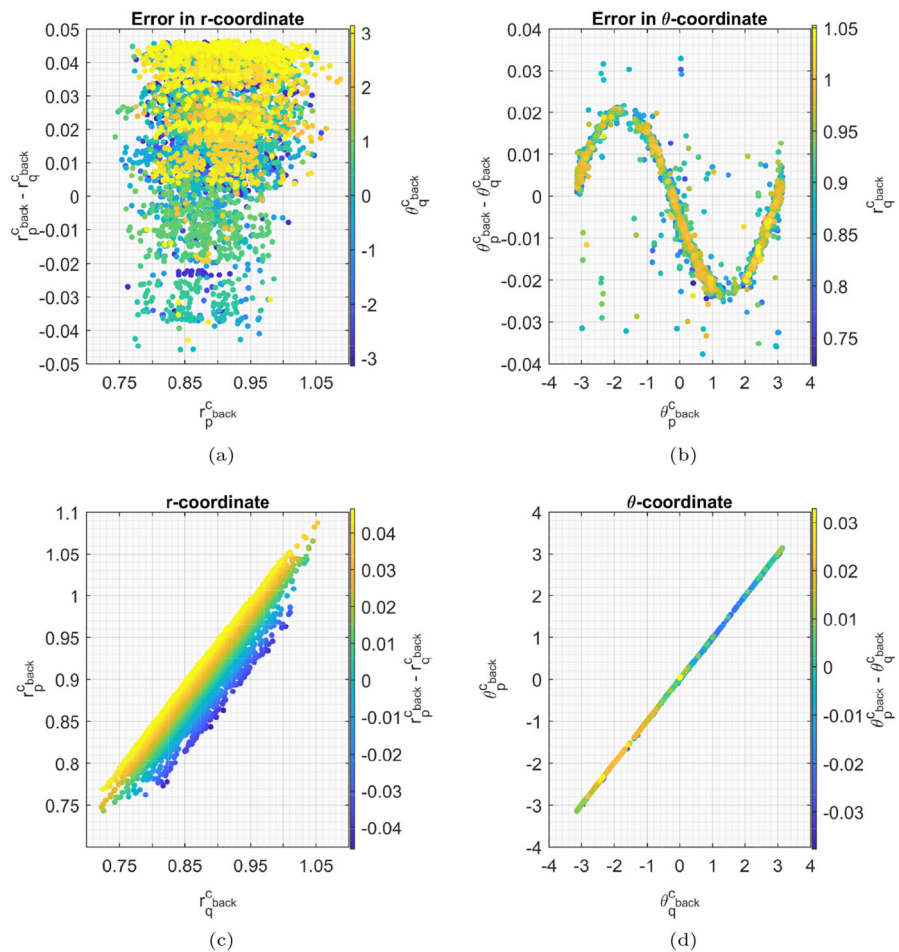 Error in r-coordinate
0.05
0.04
0.03
0.02
0.01
0
-0.01
-0.02
-0.03
-0.04
-0.05
0.75 0.85 0.95 1.05
r_p^c_back - r_q^c_back
r_p^c_back
3
2
1
0
-1
-2
-3
θ_q^c_back
(a)
Error in θ-coordinate
0.04
0.03
0.02
0.01
0
-0.01
-0.02
-0.03
-0.04
-4 -3 -2 -1 0 1 2 3 4
θ_p^c_back - θ_q^c_back
θ_p^c_back
1.05
1
0.95
0.9
0.85
0.8
0.75
r_q^c_back
(b)
r-coordinate
1.1
1.05
1
0.95
0.9
0.85
0.8
0.75
0.75 0.85 0.95 1.05
r_p^c_back
r_q^c_back
0.04
0.03
0.02
0.01
0
-0.01
-0.02
-0.03
-0.04
r_p^c_back - r_q^c_back
(c)
θ-coordinate
4
3
2
1
0
-1
-2
-3
-4
-4 -3 -2 -1 0 1 2 3 4
θ_p^c_back
θ_q^c_back
0.03
0.02
0.01
0
-0.01
-0.02
-0.03
θ_p^c_back - θ_q^c_back
(d)